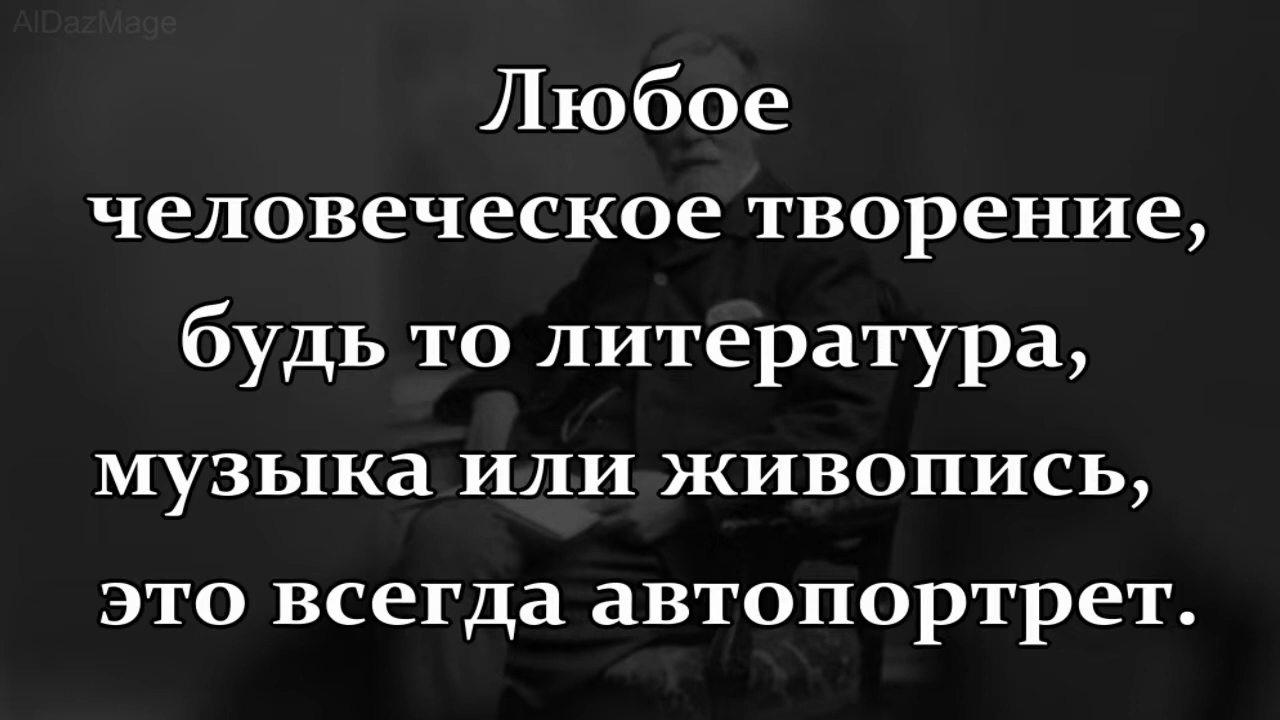 AlDazMage
Любое
человеческое творение,
будь то литература,
музыка или живопись,
это всегда автопортрет.